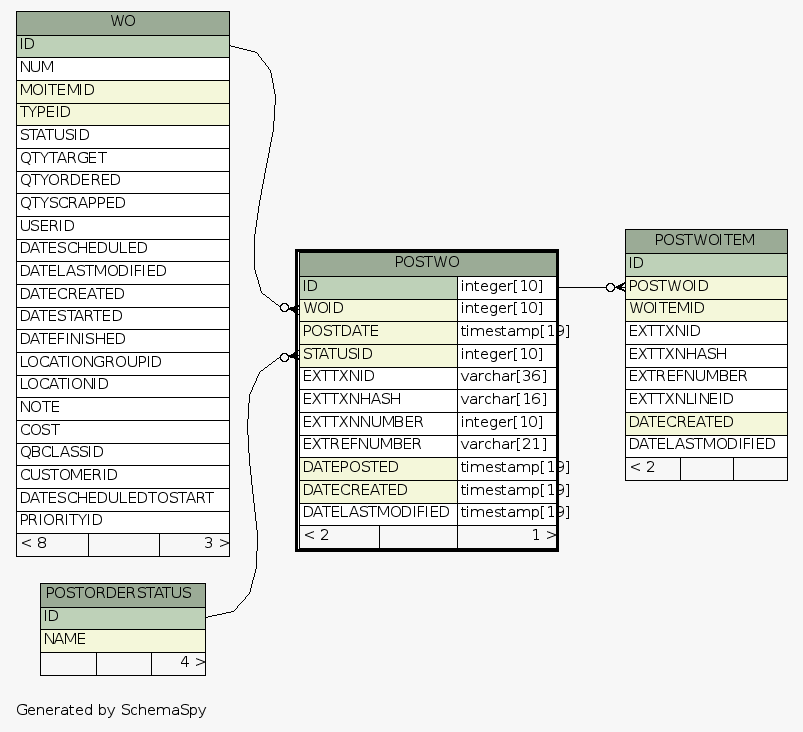 WO
ID
NUM
MOITEMID
TYPEID
STATUSID
QTYTARGET
QTYORDERED
QTYSCRAPPED
USERID
DATESCHEDULED
DATELASTMODIFIED
DATECREATED
DATESTARTED
DATEFINISHED
LOCATIONGROUPID
LOCATIONID
NOTE
COST
QBCLASSID
CUSTOMERID
DATESCHEDULEDTOSTART
PRIORITYID
< 8 3 >
POSTORDERSTATUS
ID
NAME
4 >
POSTWO
ID integer[10]
WOID integer[10]
POSTDATE timestamp[19]
STATUSID integer[10]
EXTTXNID varchar[36]
EXTTXNHASH varchar[16]
EXTTXNNUMBER integer[10]
EXTREFNUMBER varchar[21]
DATEPOSTED timestamp[19]
DATECREATED timestamp[19]
DATELASTMODIFIED timestamp[19]
< 2 1 >
POSTWOITEM
ID
POSTWOID
WOITEMID
EXTTXNID
EXTTXNHASH
EXTREFNUMBER
EXTTXNLINEID
DATECREATED
DATELASTMODIFIED
< 2
Generated by SchemaSpy